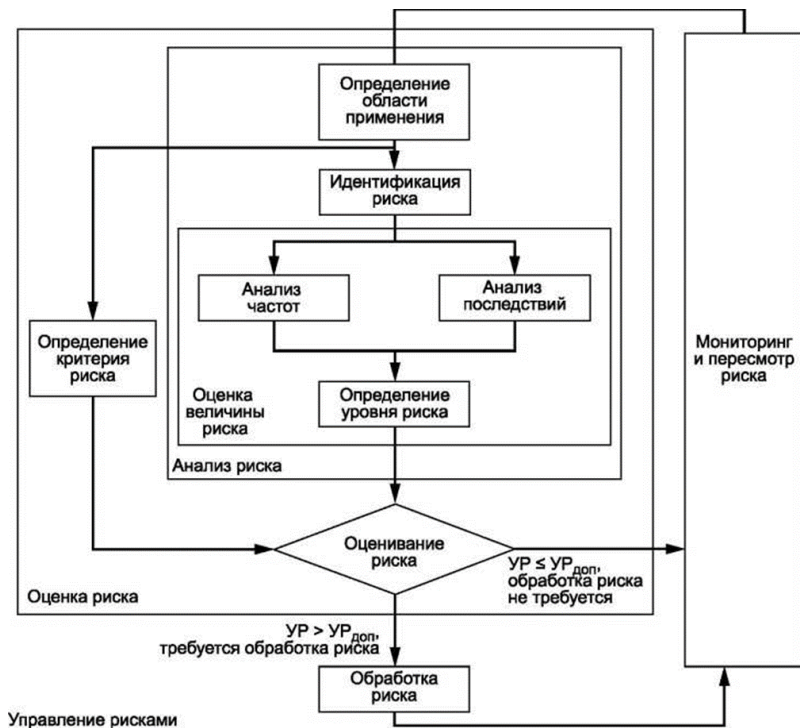 Определение
области
применения
Идентификация
риска
Анализ
частот
Анализ
последствий
Определение
критерия
риска
Мониторинг
и пересмотр
риска
Оценка
величины
риска
Определение
уровня риска
Анализ риска
Оценивание
риска
УР ≤ УРдоп,
обработка риска
не требуется
Оценка риска
УР > УРдоп,
требуется обработка риска
Обработка
риска
Управление рисками